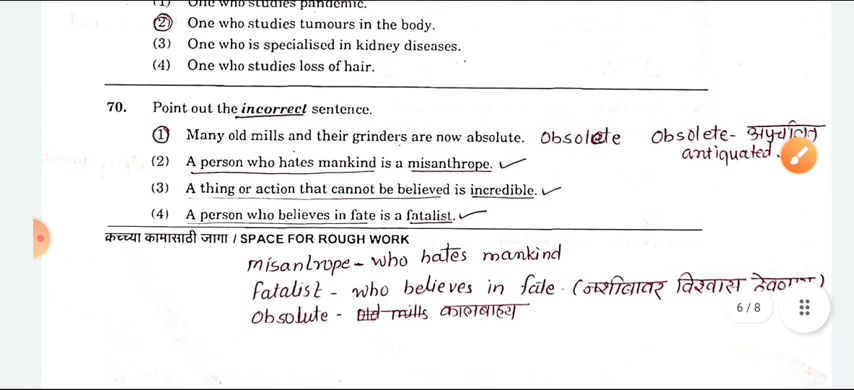 (1) One who studies pandemic.
(2) One who studies tumours in the body.
(3) One who is specialised in kidney diseases.
(4) One who studies loss of hair.
70. Point out the incorrect sentence.
(1) Many old mills and their grinders are now absolute. Obsolete Obsolete- अप्रचलित
antiquated.
(2) A person who hates mankind is a misanthrope.
(3) A thing or action that cannot be believed is incredible.
(4) A person who believes in fate is a fatalist.
कच्च्या कामासाठी जागा / SPACE FOR ROUGH WORK
misantrope - who hates mankind
fatalist - who believes in fate. (नशीबावर विश्वास
obsolute - old mills कालबाह्य
6 / 8